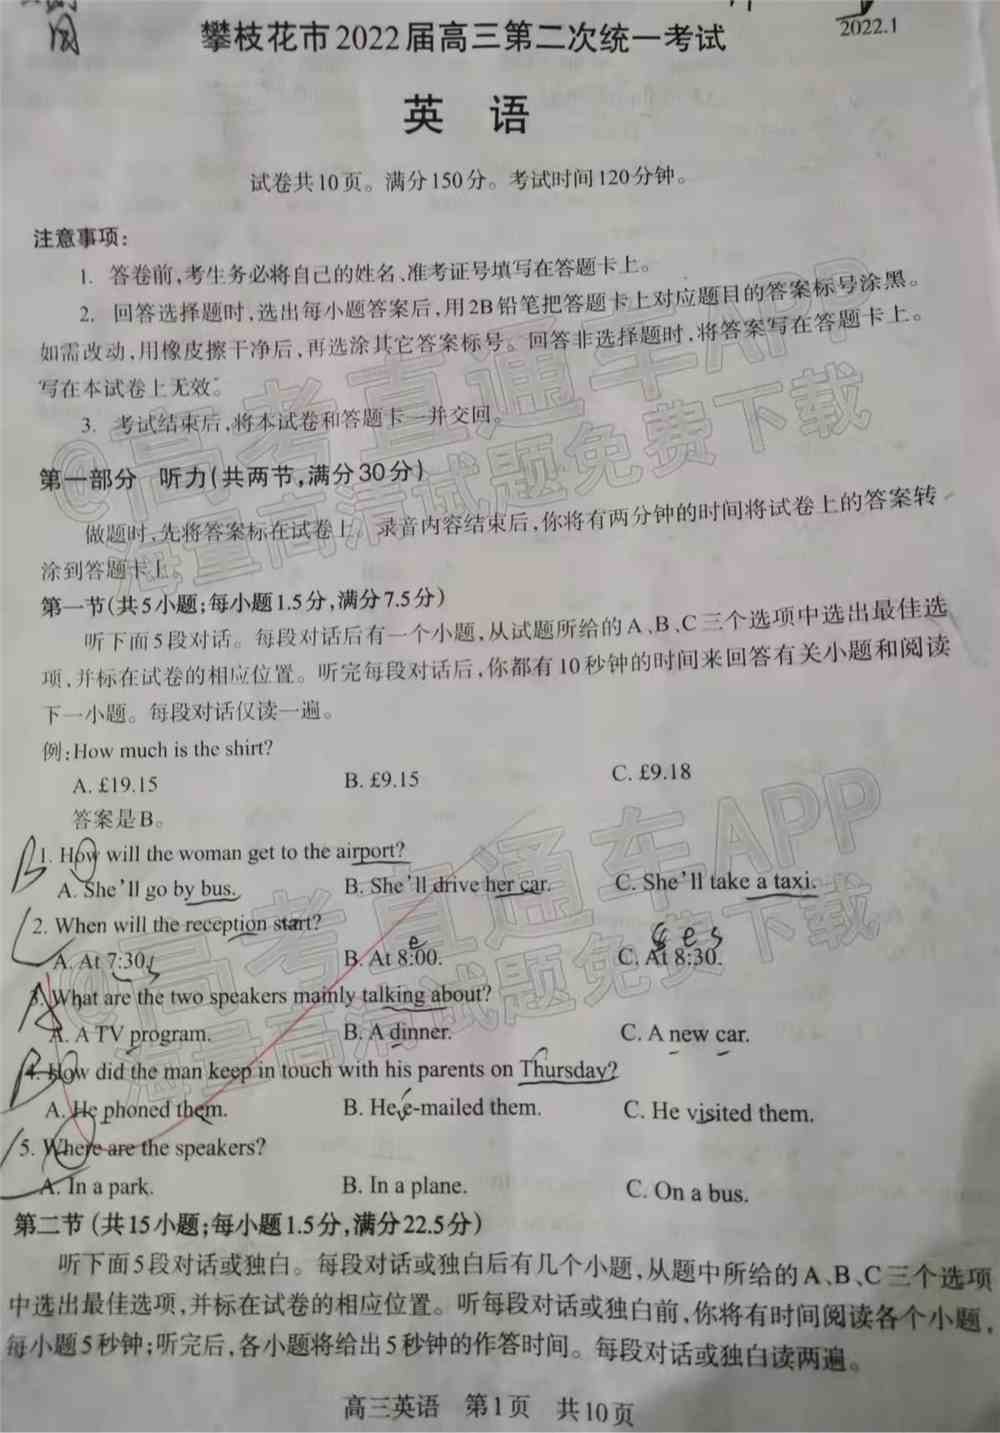 攀枝花市2022届高三第二次统一考试
2022.1
英 语
试卷共10页。满分150分。考试时间120分钟。
注意事项:
1. 答卷前,考生务必将自己的姓名、准考证号填写在答题卡上。
2. 回答选择题时,选出每小题答案后,用2B铅笔把答题卡上对应题目的答案标号涂黑。
如需改动,用橡皮擦干净后,再选涂其它答案标号。回答非选择题时,将答案写在答题卡上。
写在本试卷上无效。
3. 考试结束后,将本试卷和答题卡一并交回。
@高考直通车APP
海量高清试题免费下载
第一部分 听力(共两节,满分30分)
做题时,先将答案标在试卷上。录音内容结束后,你将有两分钟的时间将试卷上的答案转
涂到答题卡上。
第一节(共5小题;每小题1.5分,满分7.5分)
听下面5段对话。每段对话后有一个小题,从试题所给的A、B、C三个选项中选出最佳选
项,并标在试卷的相应位置。听完每段对话后,你都有10秒钟的时间来回答有关小题和阅读
下一小题。每段对话仅读一遍。
例:How much is the shirt?
A. £19.15 B. £9.15 C. £9.18
答案是B。
B 1. How will the woman get to the airport?
A. She'll go by bus. B. She'll drive her car. C. She'll take a taxi.
2. When will the reception start?
A. At 7:30. B. At 8:00. C. At 8:30.
@高考直通车APP
海量高清试题免费下载
A 3. What are the two speakers mainly talking about?
A. A TV program. B. A dinner. C. A new car.
B 4. How did the man keep in touch with his parents on Thursday?
A. He phoned them. B. He e-mailed them. C. He visited them.
5. Where are the speakers?
A. In a park. B. In a plane. C. On a bus.
第二节(共15小题;每小题1.5分,满分22.5分)
听下面5段对话或独白。每段对话或独白后有几个小题,从题中所给的A、B、C三个选项
中选出最佳选项,并标在试卷的相应位置。听每段对话或独白前,你将有时间阅读各个小题,
每小题5秒钟;听完后,各小题将给出5秒钟的作答时间。每段对话或独白读两遍。
高三英语 第1页 共10页